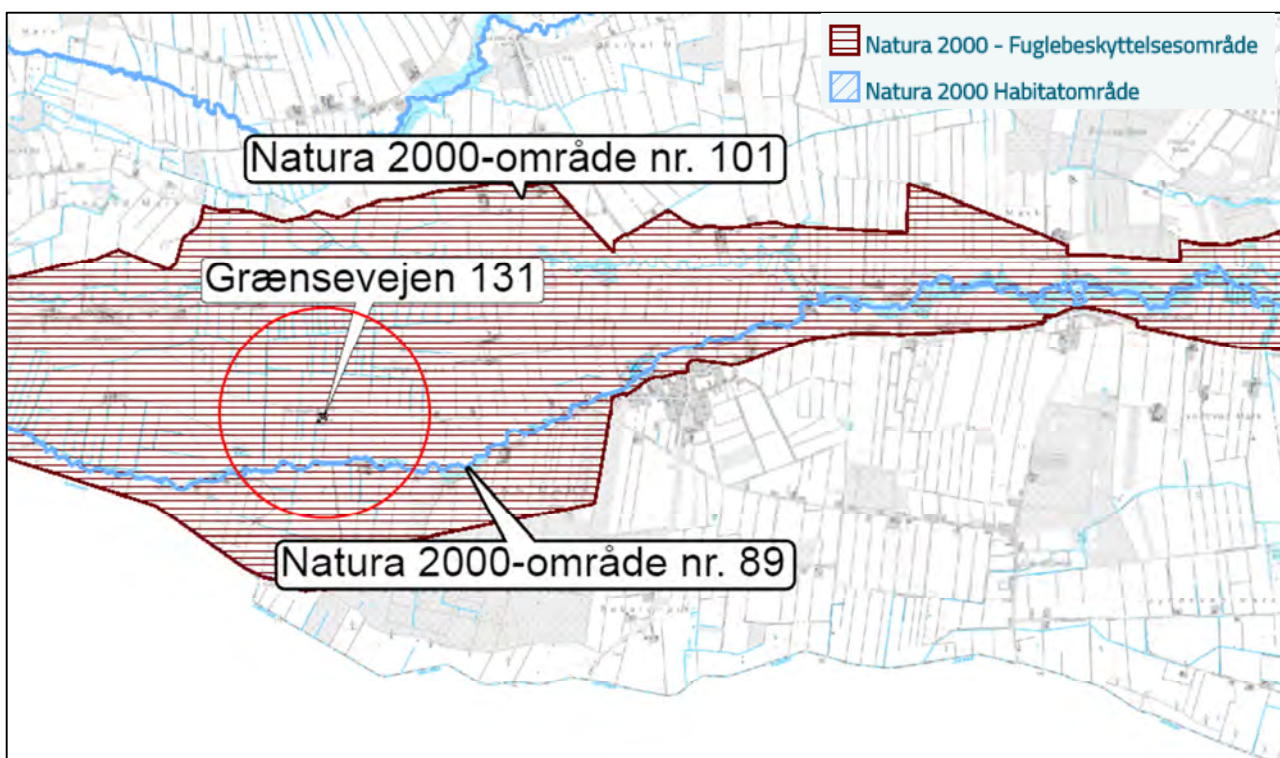 Natura 2000 - Fuglebeskyttelsesområde
Natura 2000 Habitatområde
Natura 2000-område nr. 101
Grænsevejen 131
Natura 2000-område nr. 89